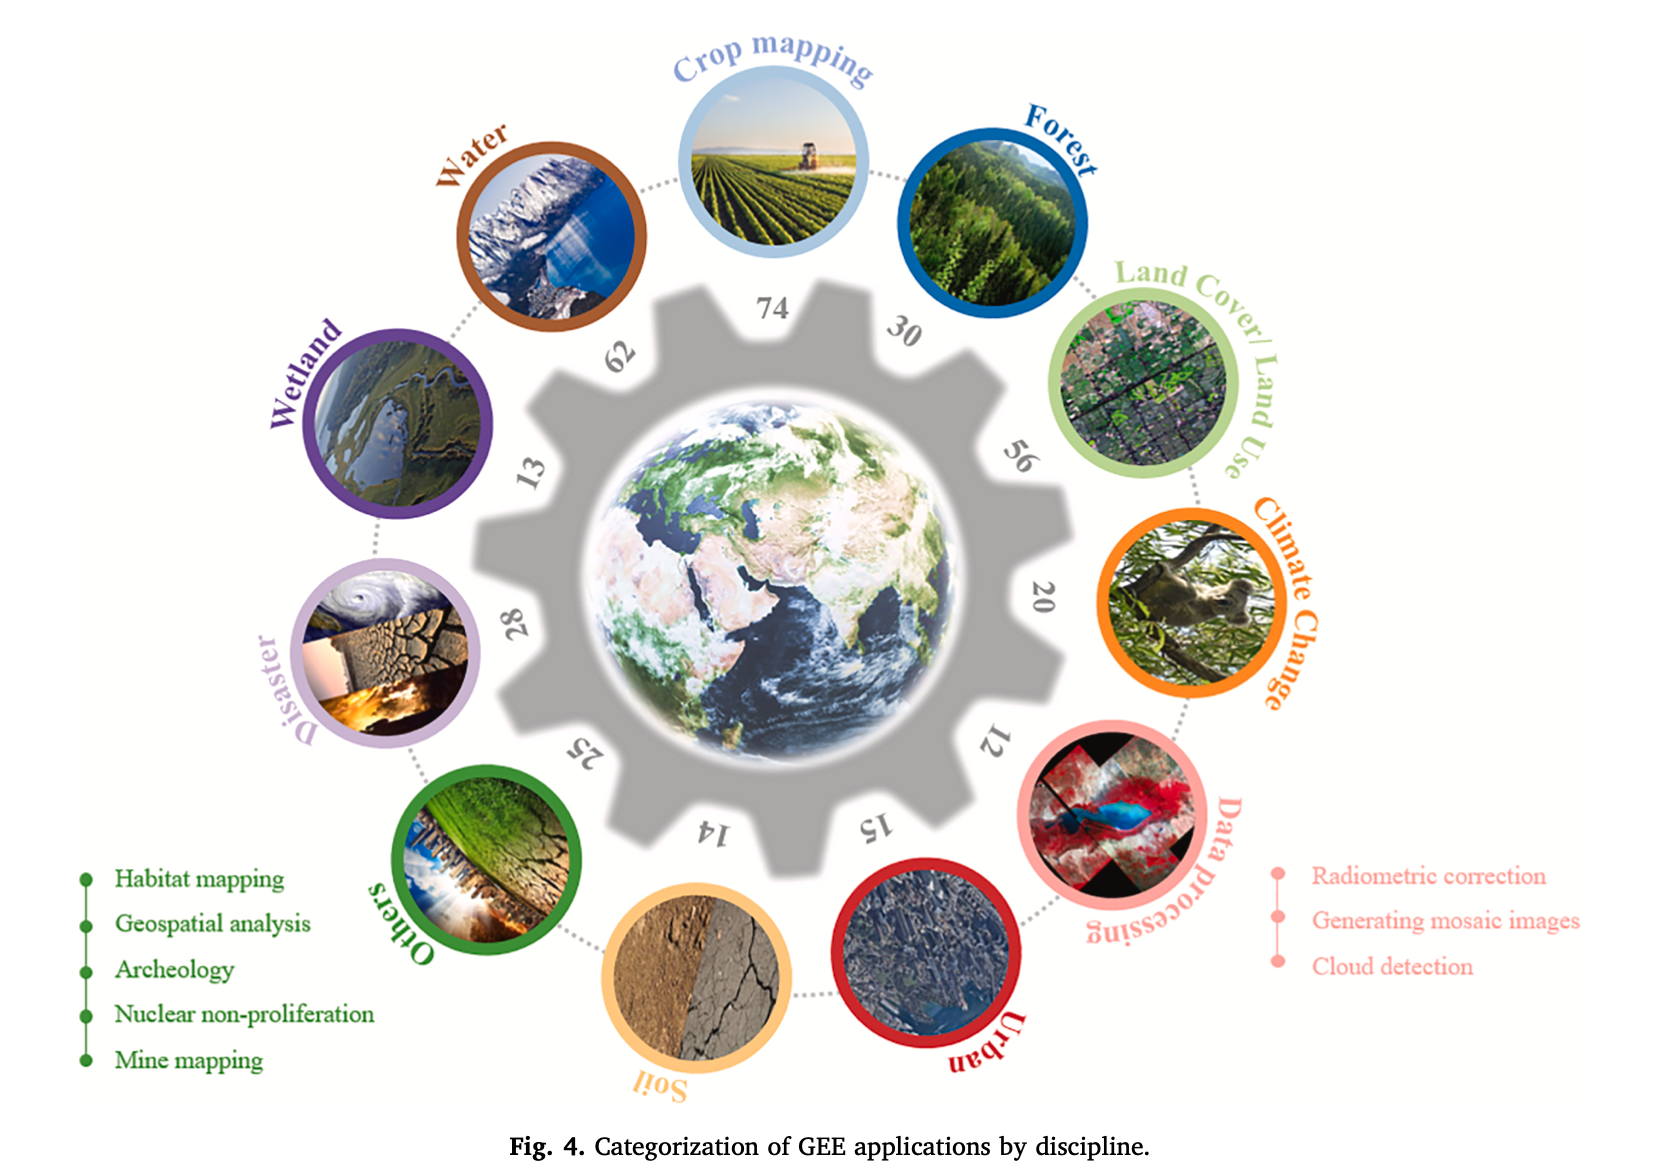 Crop mapping
Forest
Land Cover/ Land Use
Climate Change
Data processing
Urban
Soil
Others
Disaster
Wetland
Water
74
30
56
20
12
15
14
25
28
13
62
Habitat mapping
Geospatial analysis
Archeology
Nuclear non-proliferation
Mine mapping
Radiometric correction
Generating mosaic images
Cloud detection
Fig. 4. Categorization of GEE applications by discipline.